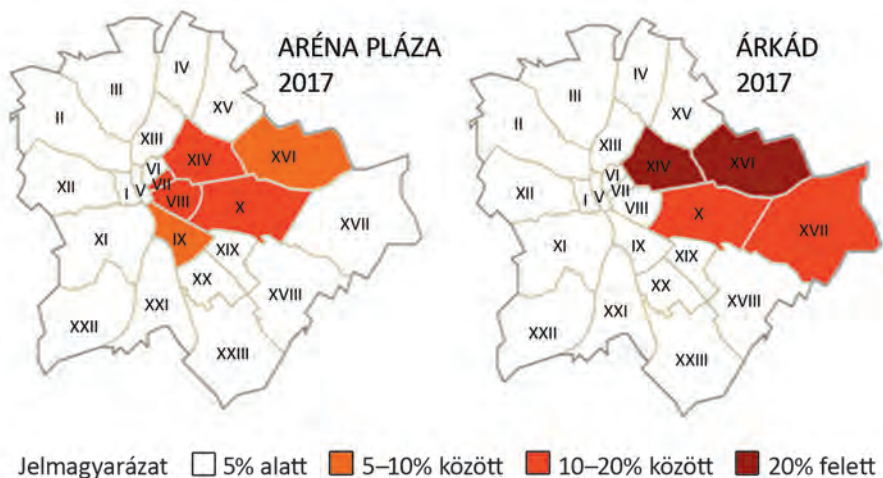 ARÉNA PLÁZA
2017
IV
III
XV
II
XIII
XIV
XVI
VI
XII
I
V
VII
VIII
X
XVII
XI
IX
XIX
XX
XXI
XVIII
XXII
XXIII
ÁRKÁD
2017
IV
III
XV
II
XIII
XIV
XVI
VI
XII
I
V
VII
VIII
X
XVII
XI
IX
XIX
XX
XXI
XVIII
XXII
XXIII
Jelmagyarázat 5% alatt 5–10% között 10–20% között 20% felett